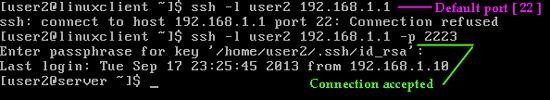 [user2@linuxclient ~]$ ssh -l user2 192.168.1.1 Default port [ 22 ]
ssh: connect to host 192.168.1.1 port 22: Connection refused
[user2@linuxclient ~]$ ssh -l user2 192.168.1.1 -p 2223
Enter passphrase for key '/home/user2/.ssh/id_rsa':
Last login: Tue Sep 17 23:25:45 2013 from 192.168.1.10
[user2@server ~]$ _
Connection accepted